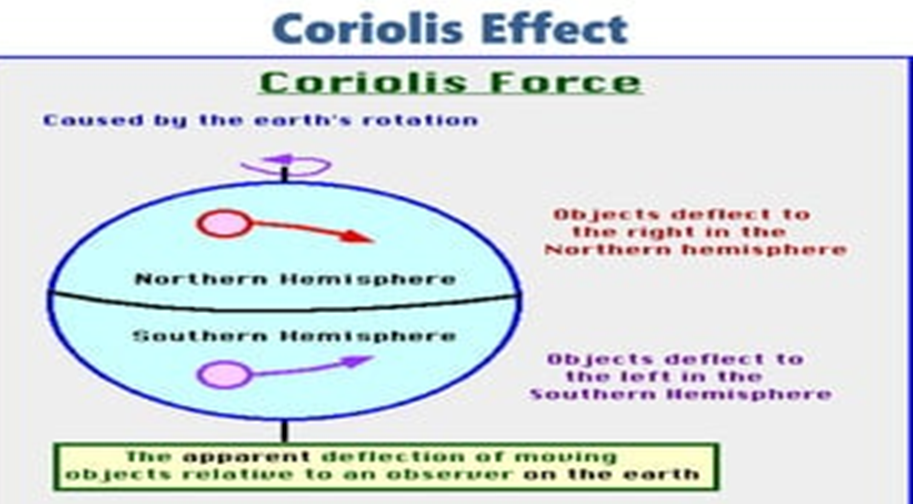 Coriolis Effect
Coriolis Force
Caused by the earth's rotation
Objects deflect to
the right in the
Northern hemisphere
Northern Hemisphere
Southern Hemisphere
Objects deflect to
the left in the
Southern Hemisphere
The apparent deflection of moving
objects relative to an observer on the earth